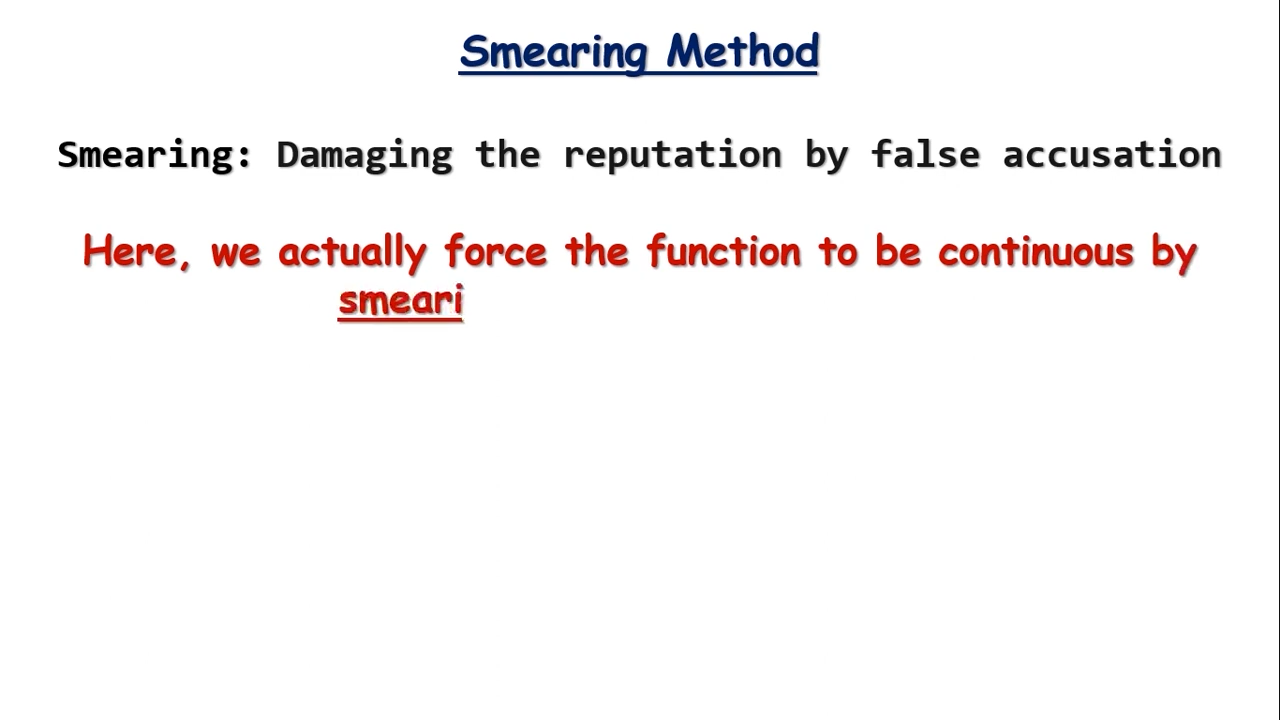 Smearing Method
Smearing: Damaging the reputation by false accusation
Here, we actually force the function to be continuous by
smeari